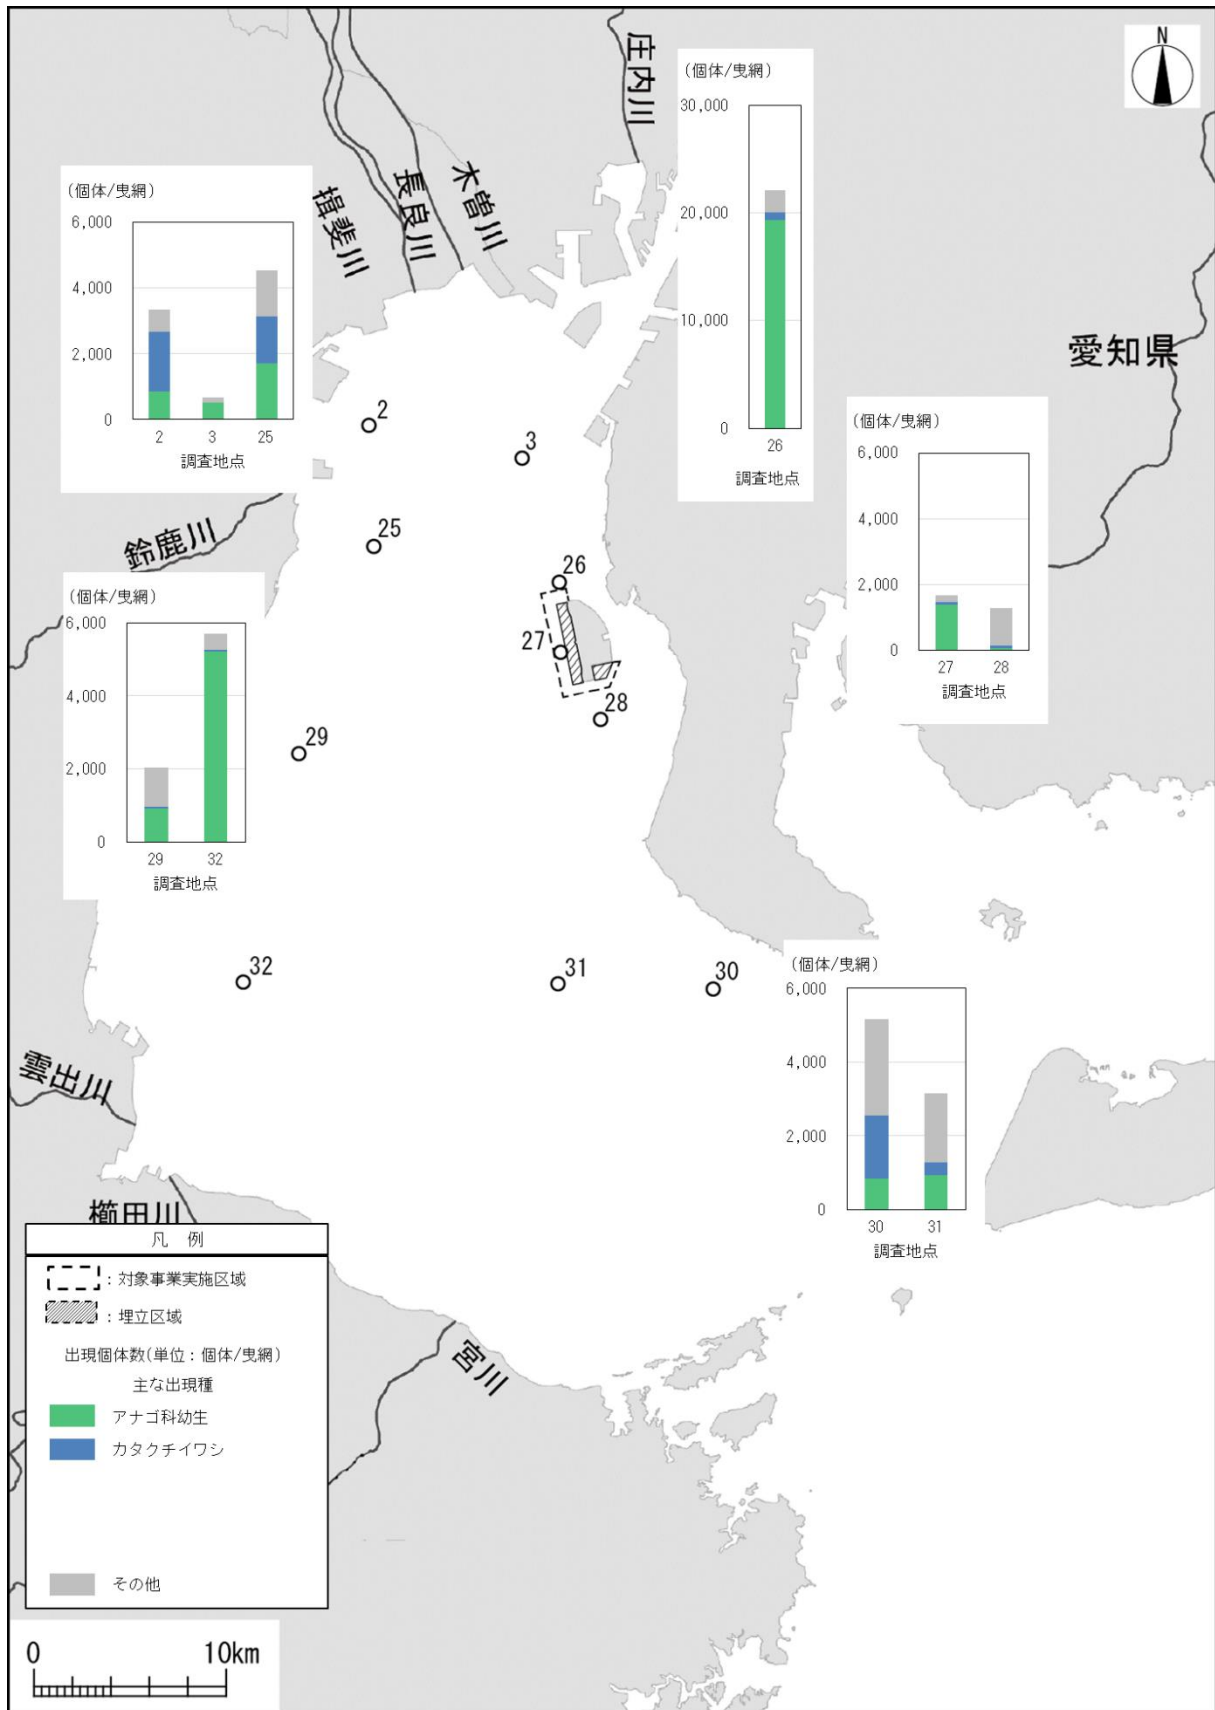 N
庄内川
木曽川
長良川
揖斐川
鈴鹿川
愛知県
雲出川
櫛田川
宮川
(個体/曳網)
6,000
4,000
2,000
0
2 3 25
調査地点
(個体/曳網)
30,000
20,000
10,000
0
26
調査地点
(個体/曳網)
6,000
4,000
2,000
0
27 28
調査地点
(個体/曳網)
6,000
4,000
2,000
0
29 32
調査地点
(個体/曳網)
6,000
4,000
2,000
0
30 31
調査地点
2
3
25
26
27
28
29
32
31
30
凡 例
:対象事業実施区域
:埋立区域
出現個体数(単位:個体/曳網)
主な出現種
アナゴ科幼生
カタクチイワシ
その他
0 10km